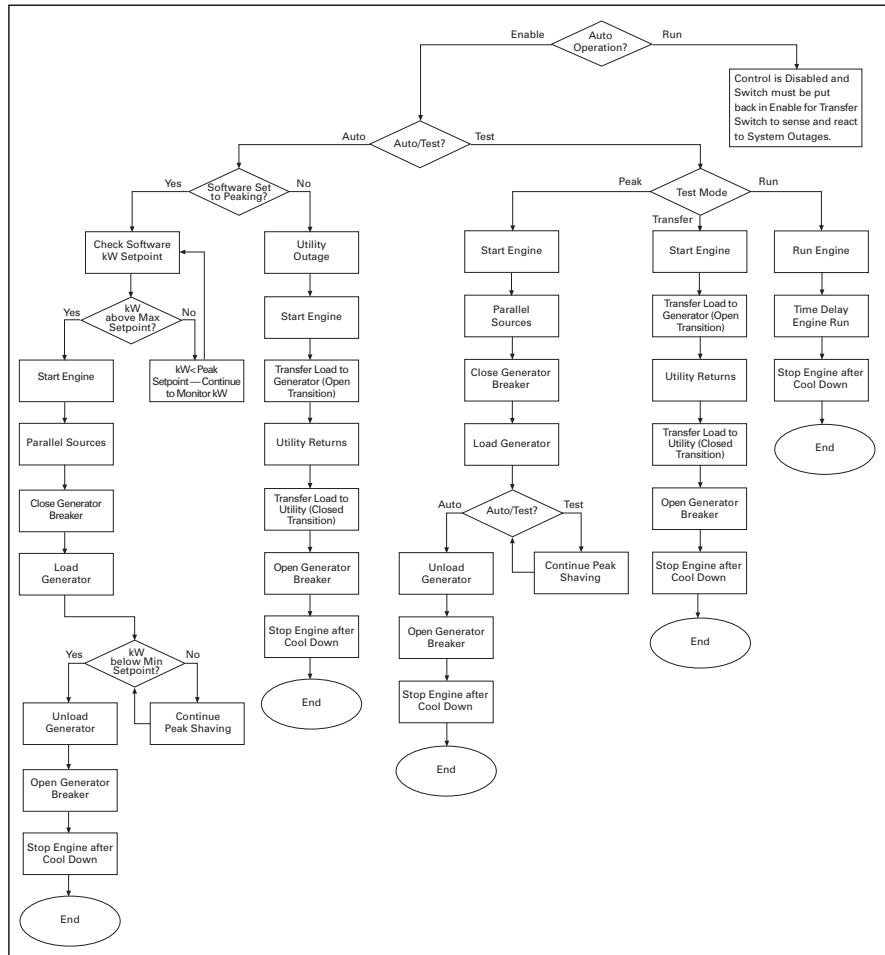 Enable
Auto
Operation?
Run
Control is Disabled and
Switch must be put
back in Enable for Transfer
Switch to sense and react
to System Outages.
Auto
Auto/Test?
Test
Yes
Software Set
to Peaking?
No
Peak
Test Mode
Run
Transfer
Check Software
kW Setpoint
Utility
Outage
Start Engine
Start Engine
Run Engine
Yes
kW
above Max
Setpoint?
No
Start Engine
Parallel
Sources
Transfer Load to
Generator (Open
Transition)
Time Delay
Engine Run
Start Engine
kW< Peak
Setpoint — Continue
to Monitor kW
Transfer Load to
Generator (Open
Transition)
Close Generator
Breaker
Utility Returns
Stop Engine after
Cool Down
Parallel Sources
Utility Returns
Load Generator
Transfer Load to
Utility (Closed
Transition)
End
Close Generator
Breaker
Transfer Load to
Utility (Closed
Transition)
Auto
Auto/Test?
Test
Open Generator
Breaker
Load
Generator
Open Generator
Breaker
Unload
Generator
Continue Peak
Shaving
Stop Engine after
Cool Down
Yes
kW
below Min
Setpoint?
No
Stop Engine after
Cool Down
Open Generator
Breaker
End
Unload
Generator
Continue
Peak Shaving
End
Stop Engine after
Cool Down
Open Generator
Breaker
End
Stop Engine after
Cool Down
End